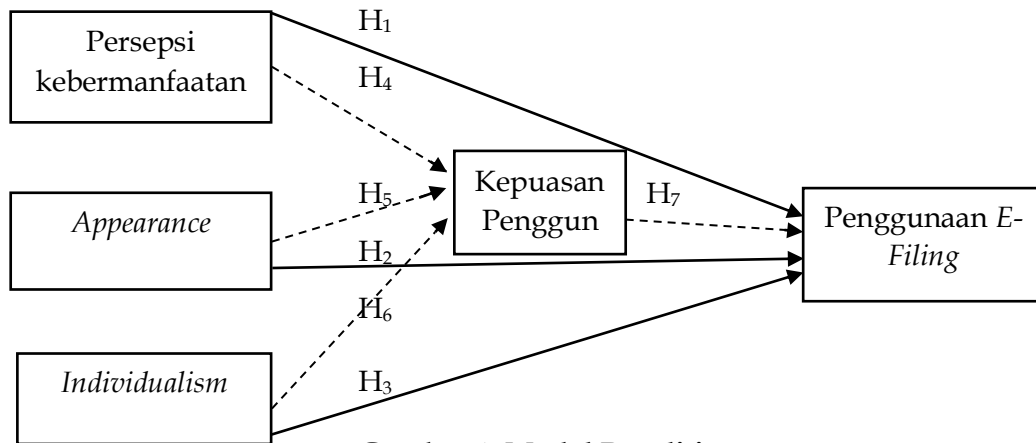 Persepsi
kebermanfaatan
H₁
H₄
Kepuasan
Penggun
H₇
Penggunaan E-
Filing
Appearance
H₅
H₂
H₆
Individualism
H₃